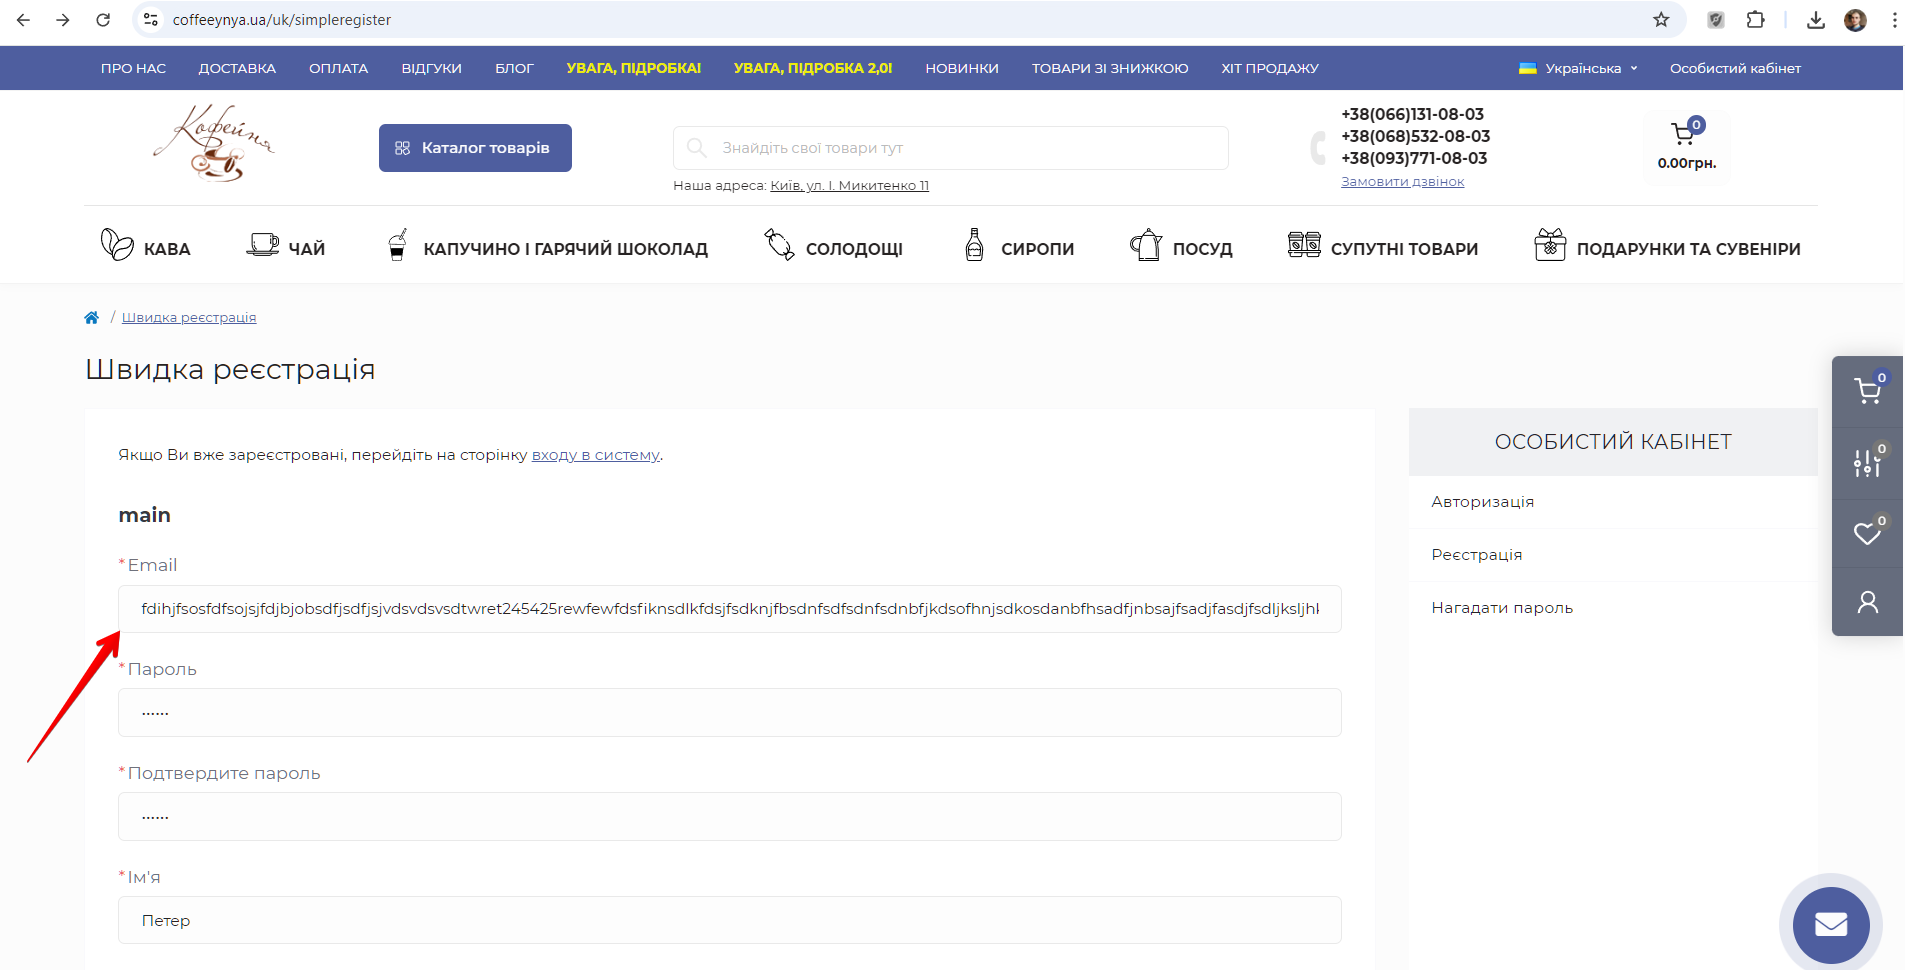 coffeeynya.ua/uk/simpleregister
ПРО НАС ДОСТАВКА ОПЛАТА ВІДГУКИ БЛОГ УВАГА, ПІДРОБКА! УВАГА, ПІДРОБКА 2,0! НОВИНКИ ТОВАРИ ЗІ ЗНИЖКОЮ ХІТ ПРОДАЖУ Українська Особистий кабінет
Кофейня
Каталог товарів
Знайдіть свої товари тут
Наша адреса: Київ, ул. І. Микитенко 11
+38(066)131-08-03
+38(068)532-08-03
+38(093)771-08-03
Замовити дзвінок
0
0.00грн.
КАВА ЧАЙ КАПУЧИНО І ГАРЯЧИЙ ШОКОЛАД СОЛОДОЩІ СИРОПИ ПОСУД СУПУТНІ ТОВАРИ ПОДАРУНКИ ТА СУВЕНІРИ
/ Швидка реєстрація
Швидка реєстрація
Якщо Ви вже зареєстровані, перейдіть на сторінку входу в систему.
main
*Email
*Пароль
••••••
*Подтвердите пароль
••••••
*Ім'я
Петер
ОСОБИСТИЙ КАБІНЕТ
Авторизація
Реєстрація
Нагадати пароль
0
0
0